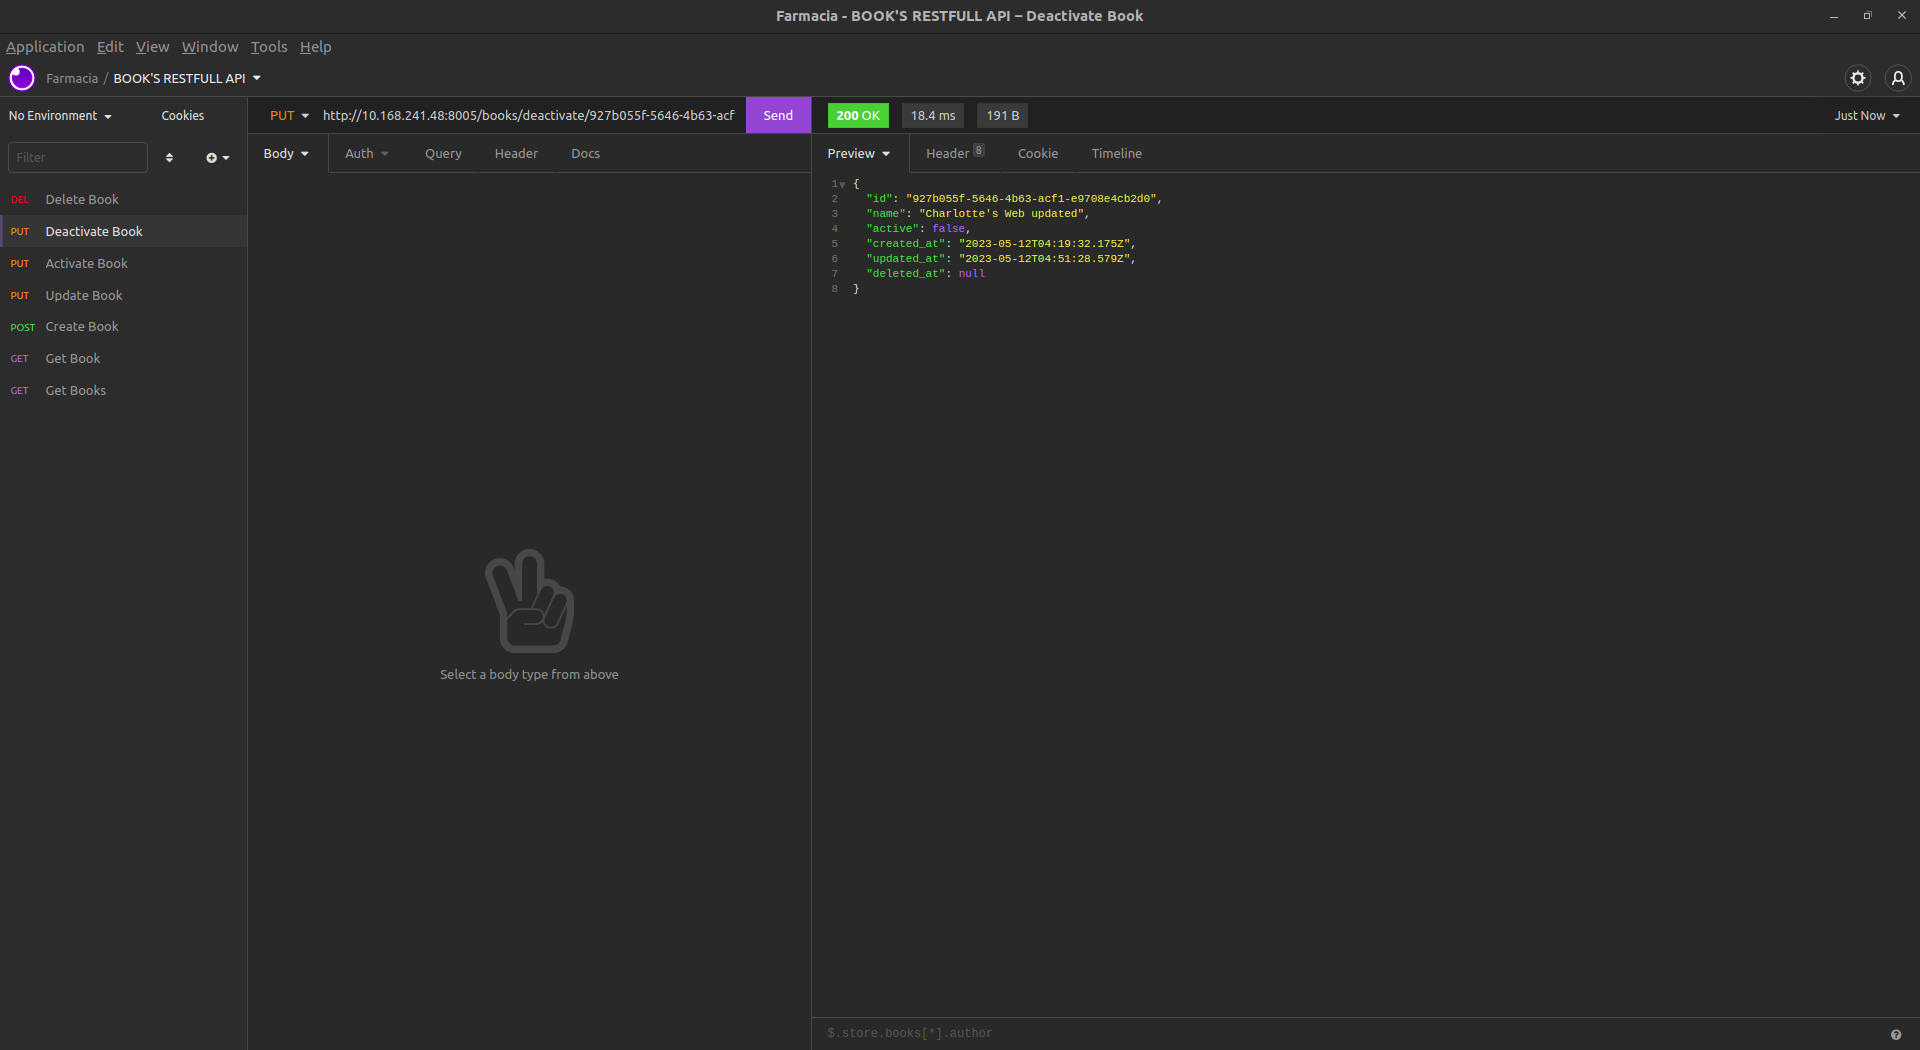 Farmacia - BOOK'S RESTFULL API – Deactivate Book
Application Edit View Window Tools Help
Farmacia / BOOK'S RESTFULL API
No Environment Cookies
Filter
DEL Delete Book
PUT Deactivate Book
PUT Activate Book
PUT Update Book
POST Create Book
GET Get Book
GET Get Books
PUT http://10.168.241.48:8005/books/deactivate/927b055f-5646-4b63-acf Send
Body Auth Query Header Docs
Select a body type from above
200 OK 18.4 ms 191 B Just Now
Preview Header 8 Cookie Timeline
1 {
2 "id": "927b055f-5646-4b63-acf1-e9708e4cb2d0",
3 "name": "Charlotte's Web updated",
4 "active": false,
5 "created_at": "2023-05-12T04:19:32.175Z",
6 "updated_at": "2023-05-12T04:51:28.579Z",
7 "deleted_at": null
8 }
$.store.books[*].author